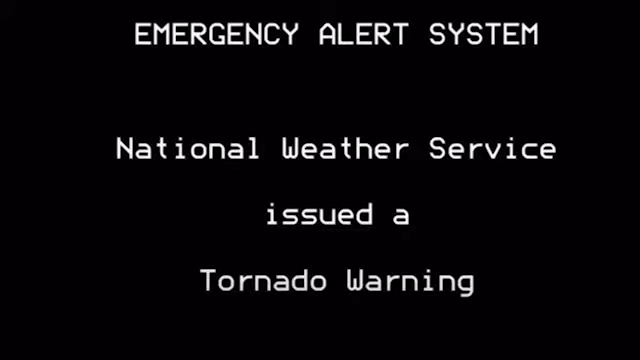 EMERGENCY ALERT SYSTEM
National Weather Service
issued a
Tornado Warning